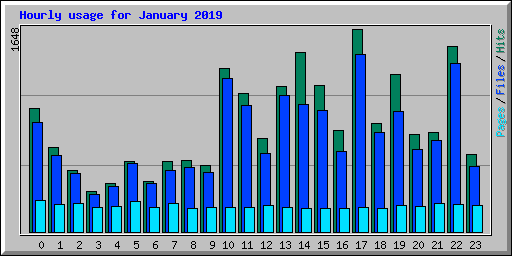 Hourly usage for January 2019
1648
Pages/Files/Hits
0 1 2 3 4 5 6 7 8 9 10 11 12 13 14 15 16 17 18 19 20 21 22 23